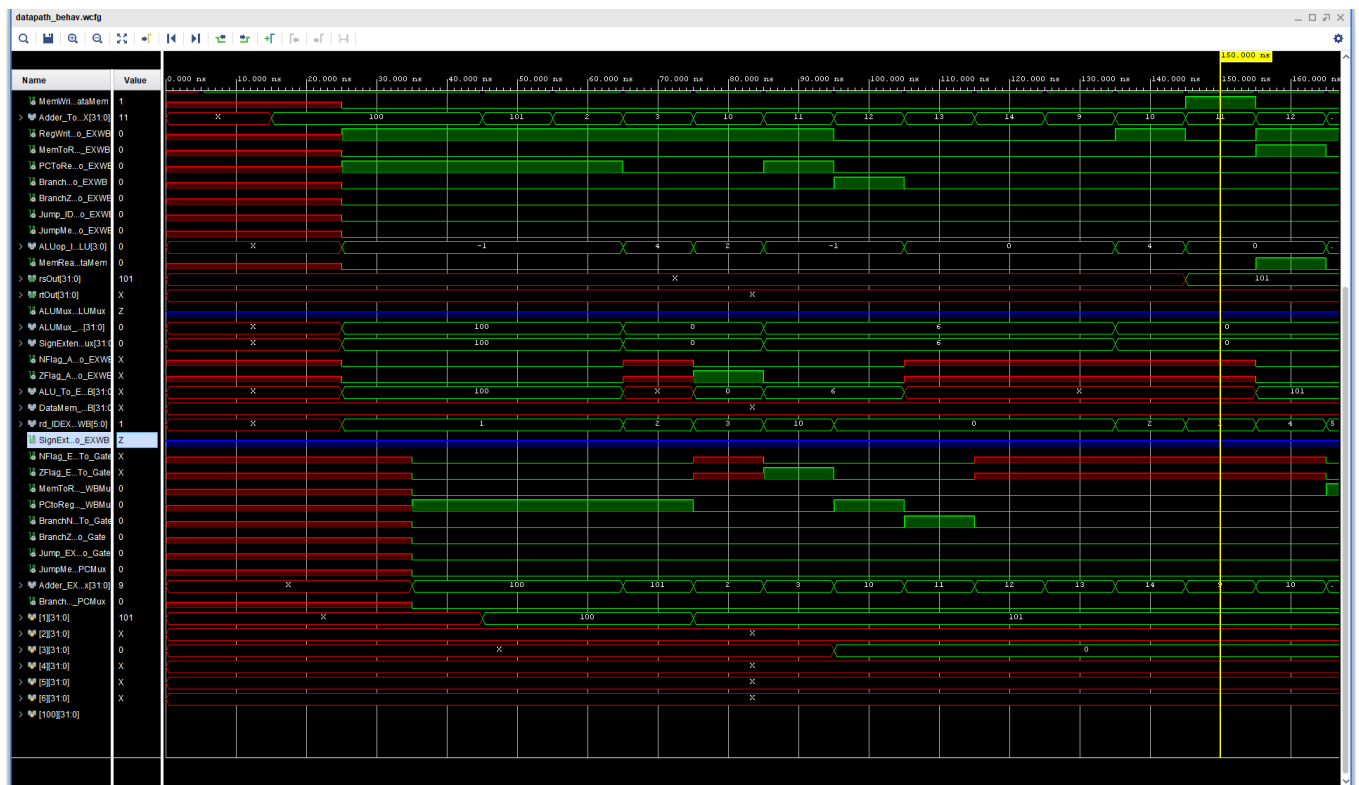 datapath_behav.wcfg
150.000 ns
Name Value 0.000 ns 10.000 ns 20.000 ns 30.000 ns 40.000 ns 50.000 ns 60.000 ns 70.000 ns 80.000 ns 90.000 ns 100.000 ns 110.000 ns 120.000 ns 130.000 ns 140.000 ns 150.000 ns 160.000 n
MemWri...ataMem 1
Adder_To...X[31:0] 11 X 100 101 2 3 10 11 12 13 14 9 10 11 12
RegWrit...o_EXWB 0
MemToR..._EXWB 0
PCToRe...o_EXWB 0
Branch...o_EXWB 0
BranchZ...o_EXWB 0
Jump_ID...o_EXWB 0
JumpMe...o_EXWB 0
ALUop_I...LU[3:0] 0 X -1 4 2 -1 0 4 0
MemRea...taMem 0
rsOut[31:0] 101 X 101
rtOut[31:0] X X
ALUMux...LUMux Z
ALUMux_...[31:0] 0 X 100 0 6 0
SignExten...ux[31:0 0 X 100 0 6 0
NFlag_A...o_EXWB X
ZFlag_A...o_EXWB X
ALU_To_E...B[31:0 X X 100 X 0 6 X 101
DataMem_...B[31:0 X X
rd_IDEX...WB[5:0] 1 X 1 2 3 10 0 2 3 1 4 5
SignExt...o_EXWB Z
NFlag_E...To_Gate X
ZFlag_E...To_Gate X
MemToR..._WBMu 0
PCtoReg..._WBMu 0
BranchN...To_Gate 0
BranchZ...o_Gate 0
Jump_EX...o_Gate 0
JumpMe...PCMux 0
Adder_EX...x[31:0] 9 X 100 101 2 3 10 11 12 13 14 9 10
Branch..._PCMux 0
[1][31:0] 101 X 100 101
[2][31:0] X X
[3][31:0] 0 X 0
[4][31:0] X X
[5][31:0] X X
[6][31:0] X X
[100][31:0]